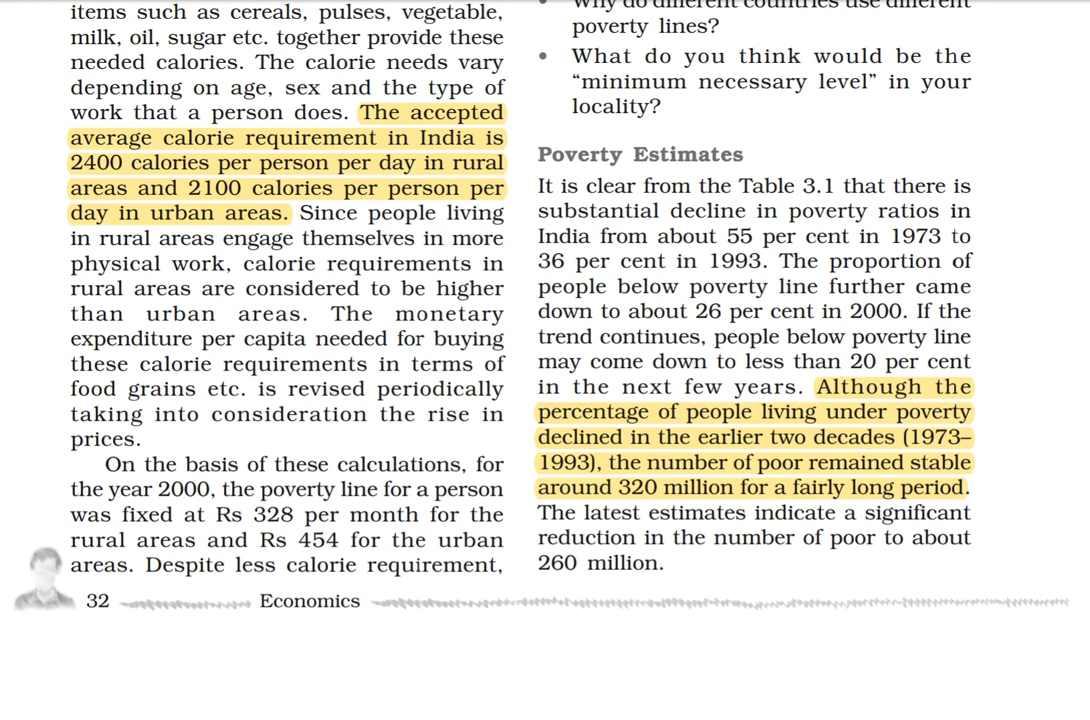 items such as cereals, pulses, vegetable,
milk, oil, sugar etc. together provide these
needed calories. The calorie needs vary
depending on age, sex and the type of
work that a person does. The accepted
average calorie requirement in India is
2400 calories per person per day in rural
areas and 2100 calories per person per
day in urban areas. Since people living
in rural areas engage themselves in more
physical work, calorie requirements in
rural areas are considered to be higher
than urban areas. The monetary
expenditure per capita needed for buying
these calorie requirements in terms of
food grains etc. is revised periodically
taking into consideration the rise in
prices.
On the basis of these calculations, for
the year 2000, the poverty line for a person
was fixed at Rs 328 per month for the
rural areas and Rs 454 for the urban
areas. Despite less calorie requirement,
• Why do different countries use different
poverty lines?
• What do you think would be the
“minimum necessary level” in your
locality?
Poverty Estimates
It is clear from the Table 3.1 that there is
substantial decline in poverty ratios in
India from about 55 per cent in 1973 to
36 per cent in 1993. The proportion of
people below poverty line further came
down to about 26 per cent in 2000. If the
trend continues, people below poverty line
may come down to less than 20 per cent
in the next few years. Although the
percentage of people living under poverty
declined in the earlier two decades (1973–
1993), the number of poor remained stable
around 320 million for a fairly long period.
The latest estimates indicate a significant
reduction in the number of poor to about
260 million.
32 Economics